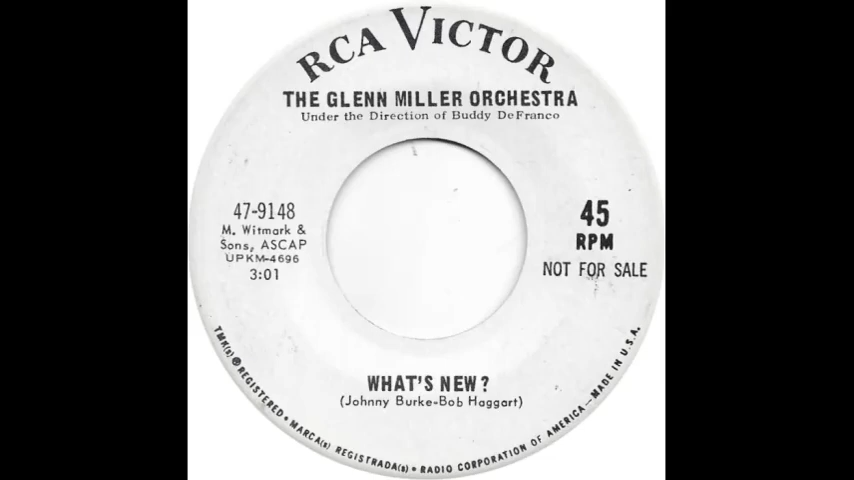 RCA VICTOR
THE GLENN MILLER ORCHESTRA
Under the Direction of Buddy DeFranco
47-9148
M. Witmark &
Sons, ASCAP
UPKM-4696
3:01
45
RPM
NOT FOR SALE
WHAT'S NEW?
(Johnny Burke-Bob Haggart)
TMK(s) ® REGISTERED • MARCA(s) REGISTRADA(s) • RADIO CORPORATION OF AMERICA—MADE IN U.S.A.